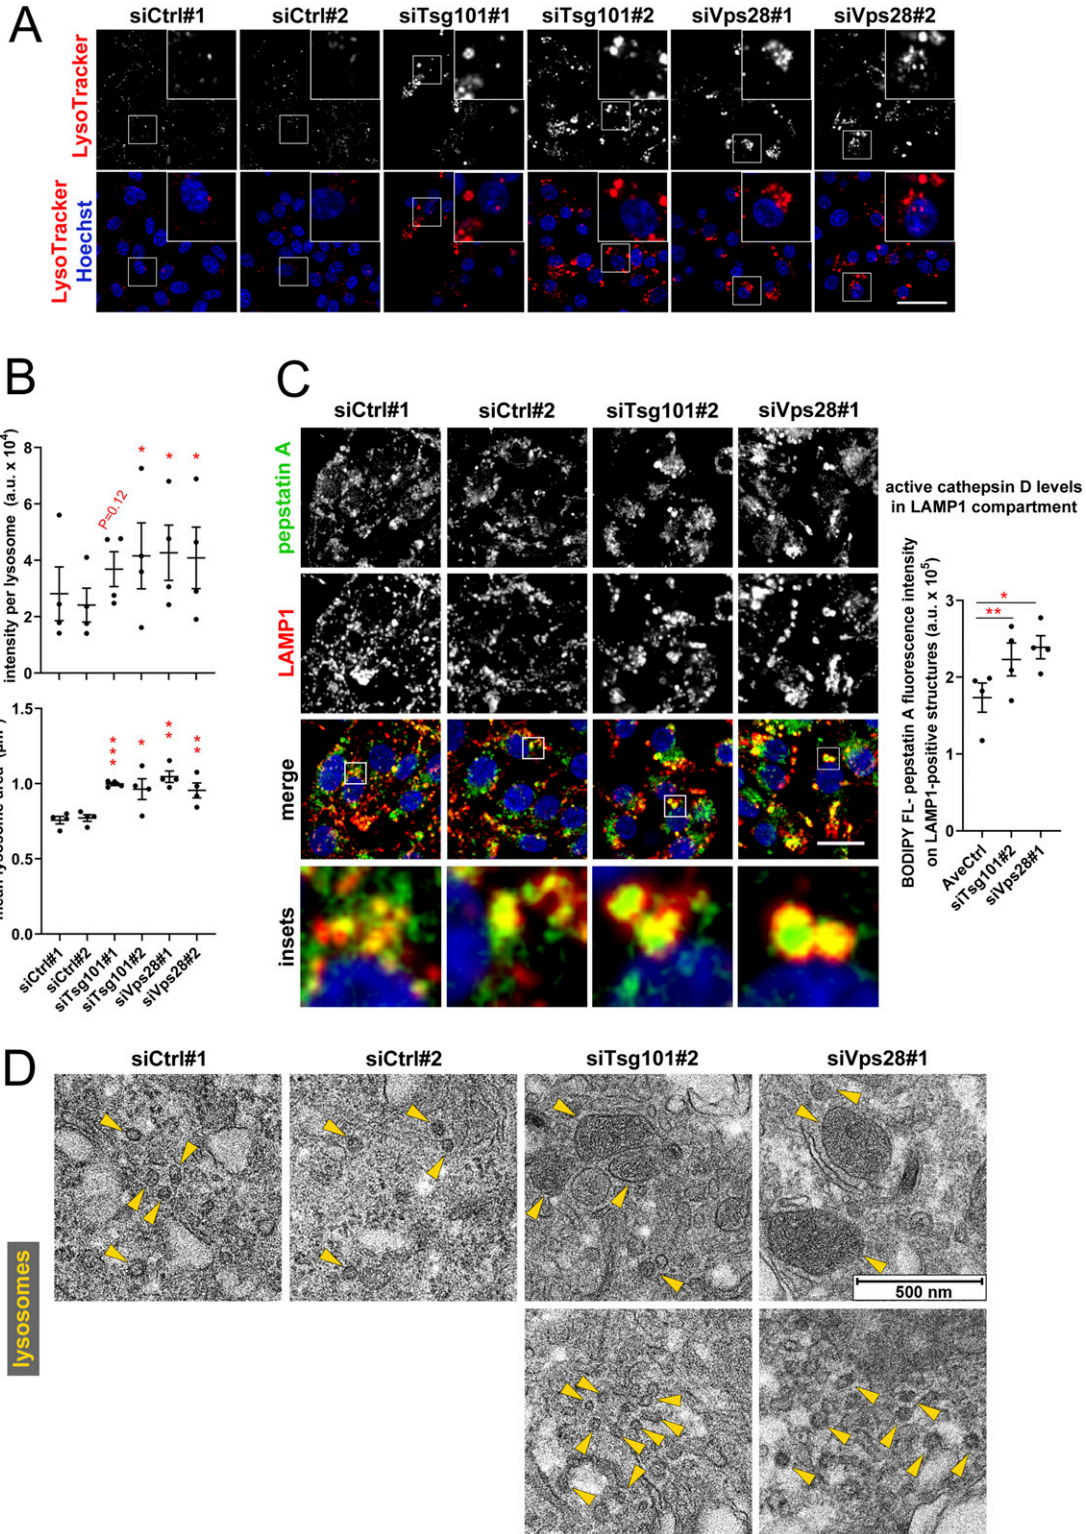 A
siCtrl#1 siCtrl#2 siTsg101#1 siTsg101#2 siVps28#1 siVps28#2
LysoTracker
LysoTracker
Hoechst
B
intensity per lysosome (a.u. x 10⁴)
8
6
4
2
0
P=0.12
* * *
1.5
1.0
0.5
0.0
*** * ** **
siCtrl#1
siCtrl#2
siTsg101#1
siTsg101#2
siVps28#1
siVps28#2
C
siCtrl#1 siCtrl#2 siTsg101#2 siVps28#1
pepstatin A
LAMP1
merge
insets
active cathepsin D levels
in LAMP1 compartment
BODIPY FL- pepstatin A fluorescence intensity
on LAMP1-positive structures (a.u. x 10⁵)
3
2
1
0
*
**
AveCtrl
siTsg101#2
siVps28#1
D
siCtrl#1 siCtrl#2 siTsg101#2 siVps28#1
lysosomes
500 nm